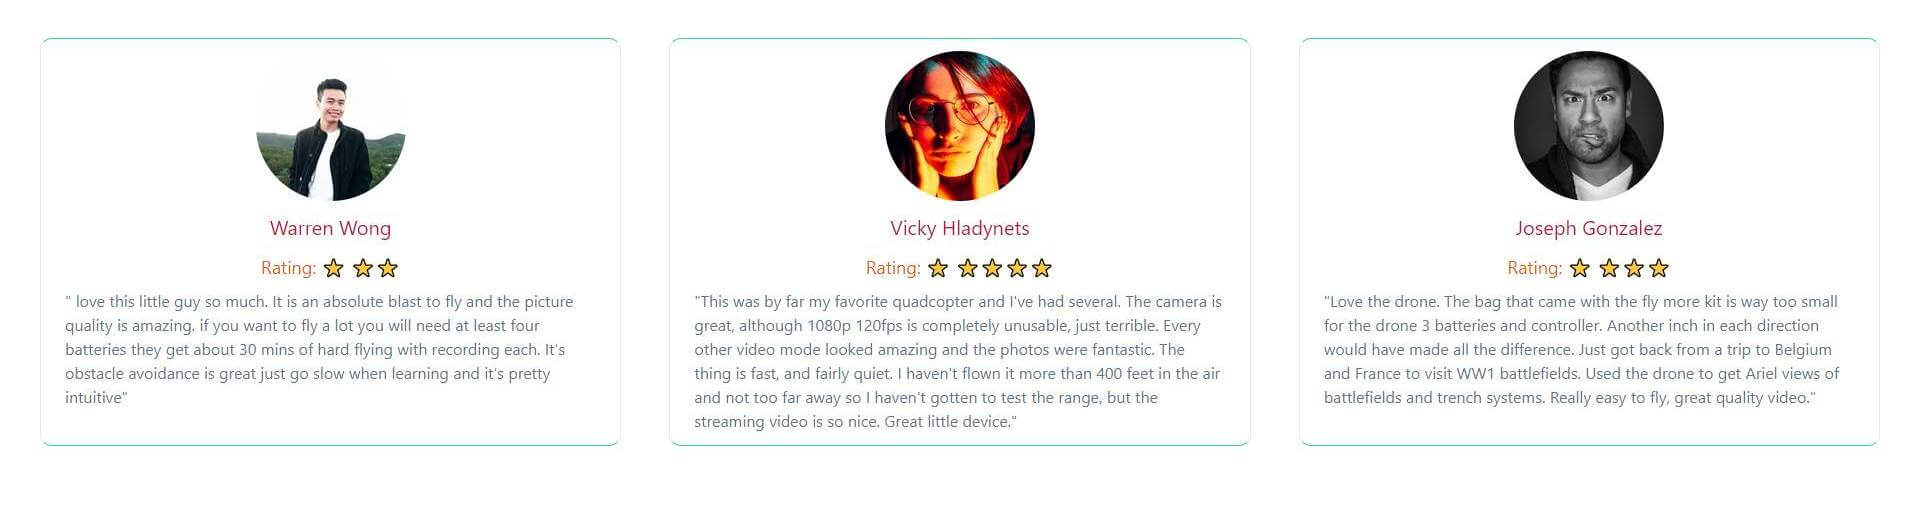 Warren Wong
Rating: ⭐ ⭐⭐
" love this little guy so much. It is an absolute blast to fly and the picture
quality is amazing. if you want to fly a lot you will need at least four
batteries they get about 30 mins of hard flying with recording each. It's
obstacle avoidance is great just go slow when learning and it's pretty
intuitive"
Vicky Hladynets
Rating: ⭐ ⭐⭐⭐⭐
"This was by far my favorite quadcopter and I've had several. The camera is
great, although 1080p 120fps is completely unusable, just terrible. Every
other video mode looked amazing and the photos were fantastic. The
thing is fast, and fairly quiet. I haven't flown it more than 400 feet in the air
and not too far away so I haven't gotten to test the range, but the
streaming video is so nice. Great little device."
Joseph Gonzalez
Rating: ⭐ ⭐⭐⭐
"Love the drone. The bag that came with the fly more kit is way too small
for the drone 3 batteries and controller. Another inch in each direction
would have made all the difference. Just got back from a trip to Belgium
and France to visit WW1 battlefields. Used the drone to get Ariel views of
battlefields and trench systems. Really easy to fly, great quality video."